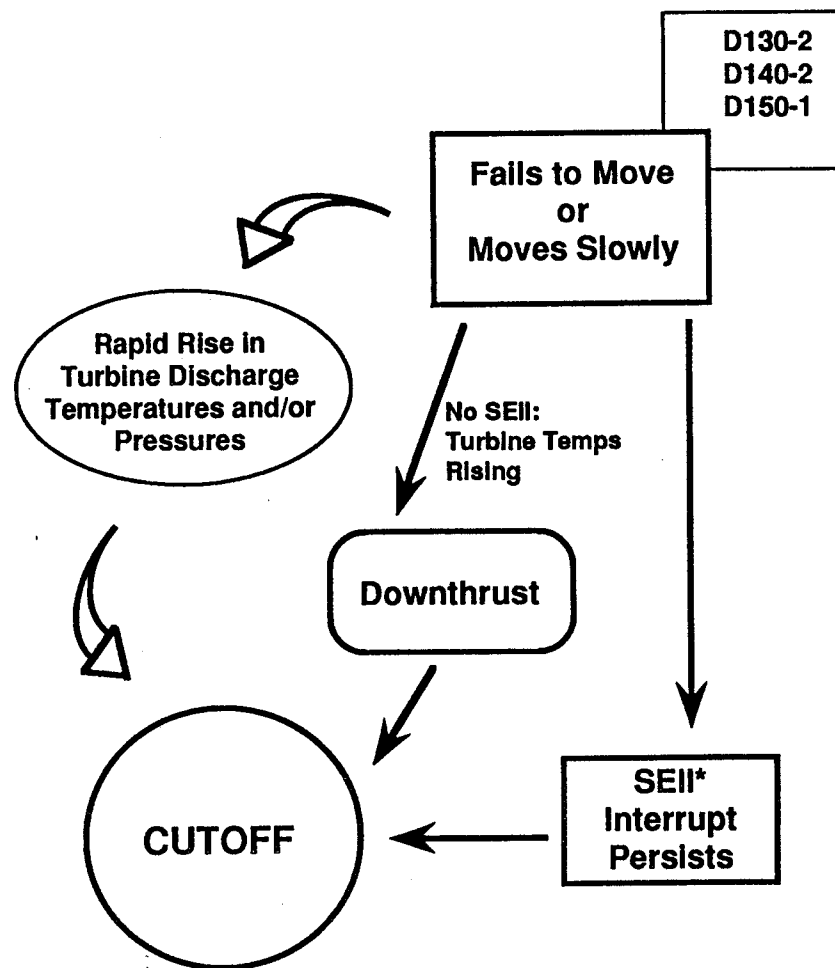 D130-2
D140-2
D150-1
Fails to Move
or
Moves Slowly
Rapid Rise in
Turbine Discharge
Temperatures and/or
Pressures
No SEII:
Turbine Temps
Rising
Downthrust
SEII*
Interrupt
Persists
CUTOFF